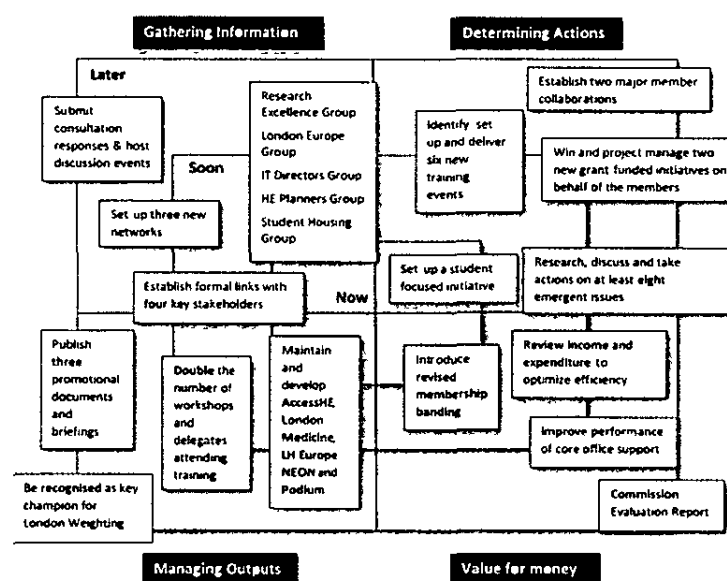 Gathering Information
Determining Actions
Later
Establish two major member
collaborations
Submit
consultation
responses & host
discussion events
Research
Excellence Group
London Europe
Group
IT Directors Group
HE Planners Group
Student Housing
Group
Identify set
up and deliver
six new
training
events
Win and project manage two
new grant funded initiatives on
behalf of the members
Soon
Set up three new
networks
Establish formal links with
four key stakeholders
Set up a student
focused initiative
Research, discuss and take
actions on at least eight
emergent issues
Now
Publish
three
promotional
documents
and
briefings
Double the
number of
workshops
and
delegates
attending
training
Maintain
and
develop
AccessHE,
London
Medicine,
LH Europe
NEON and
Podium
Introduce
revised
membership
banding
Review income and
expenditure to
optimize efficiency
Improve performance
of core office support
Be recognised as key
champion for
London Weighting
Commission
Evaluation Report
Managing Outputs
Value for money